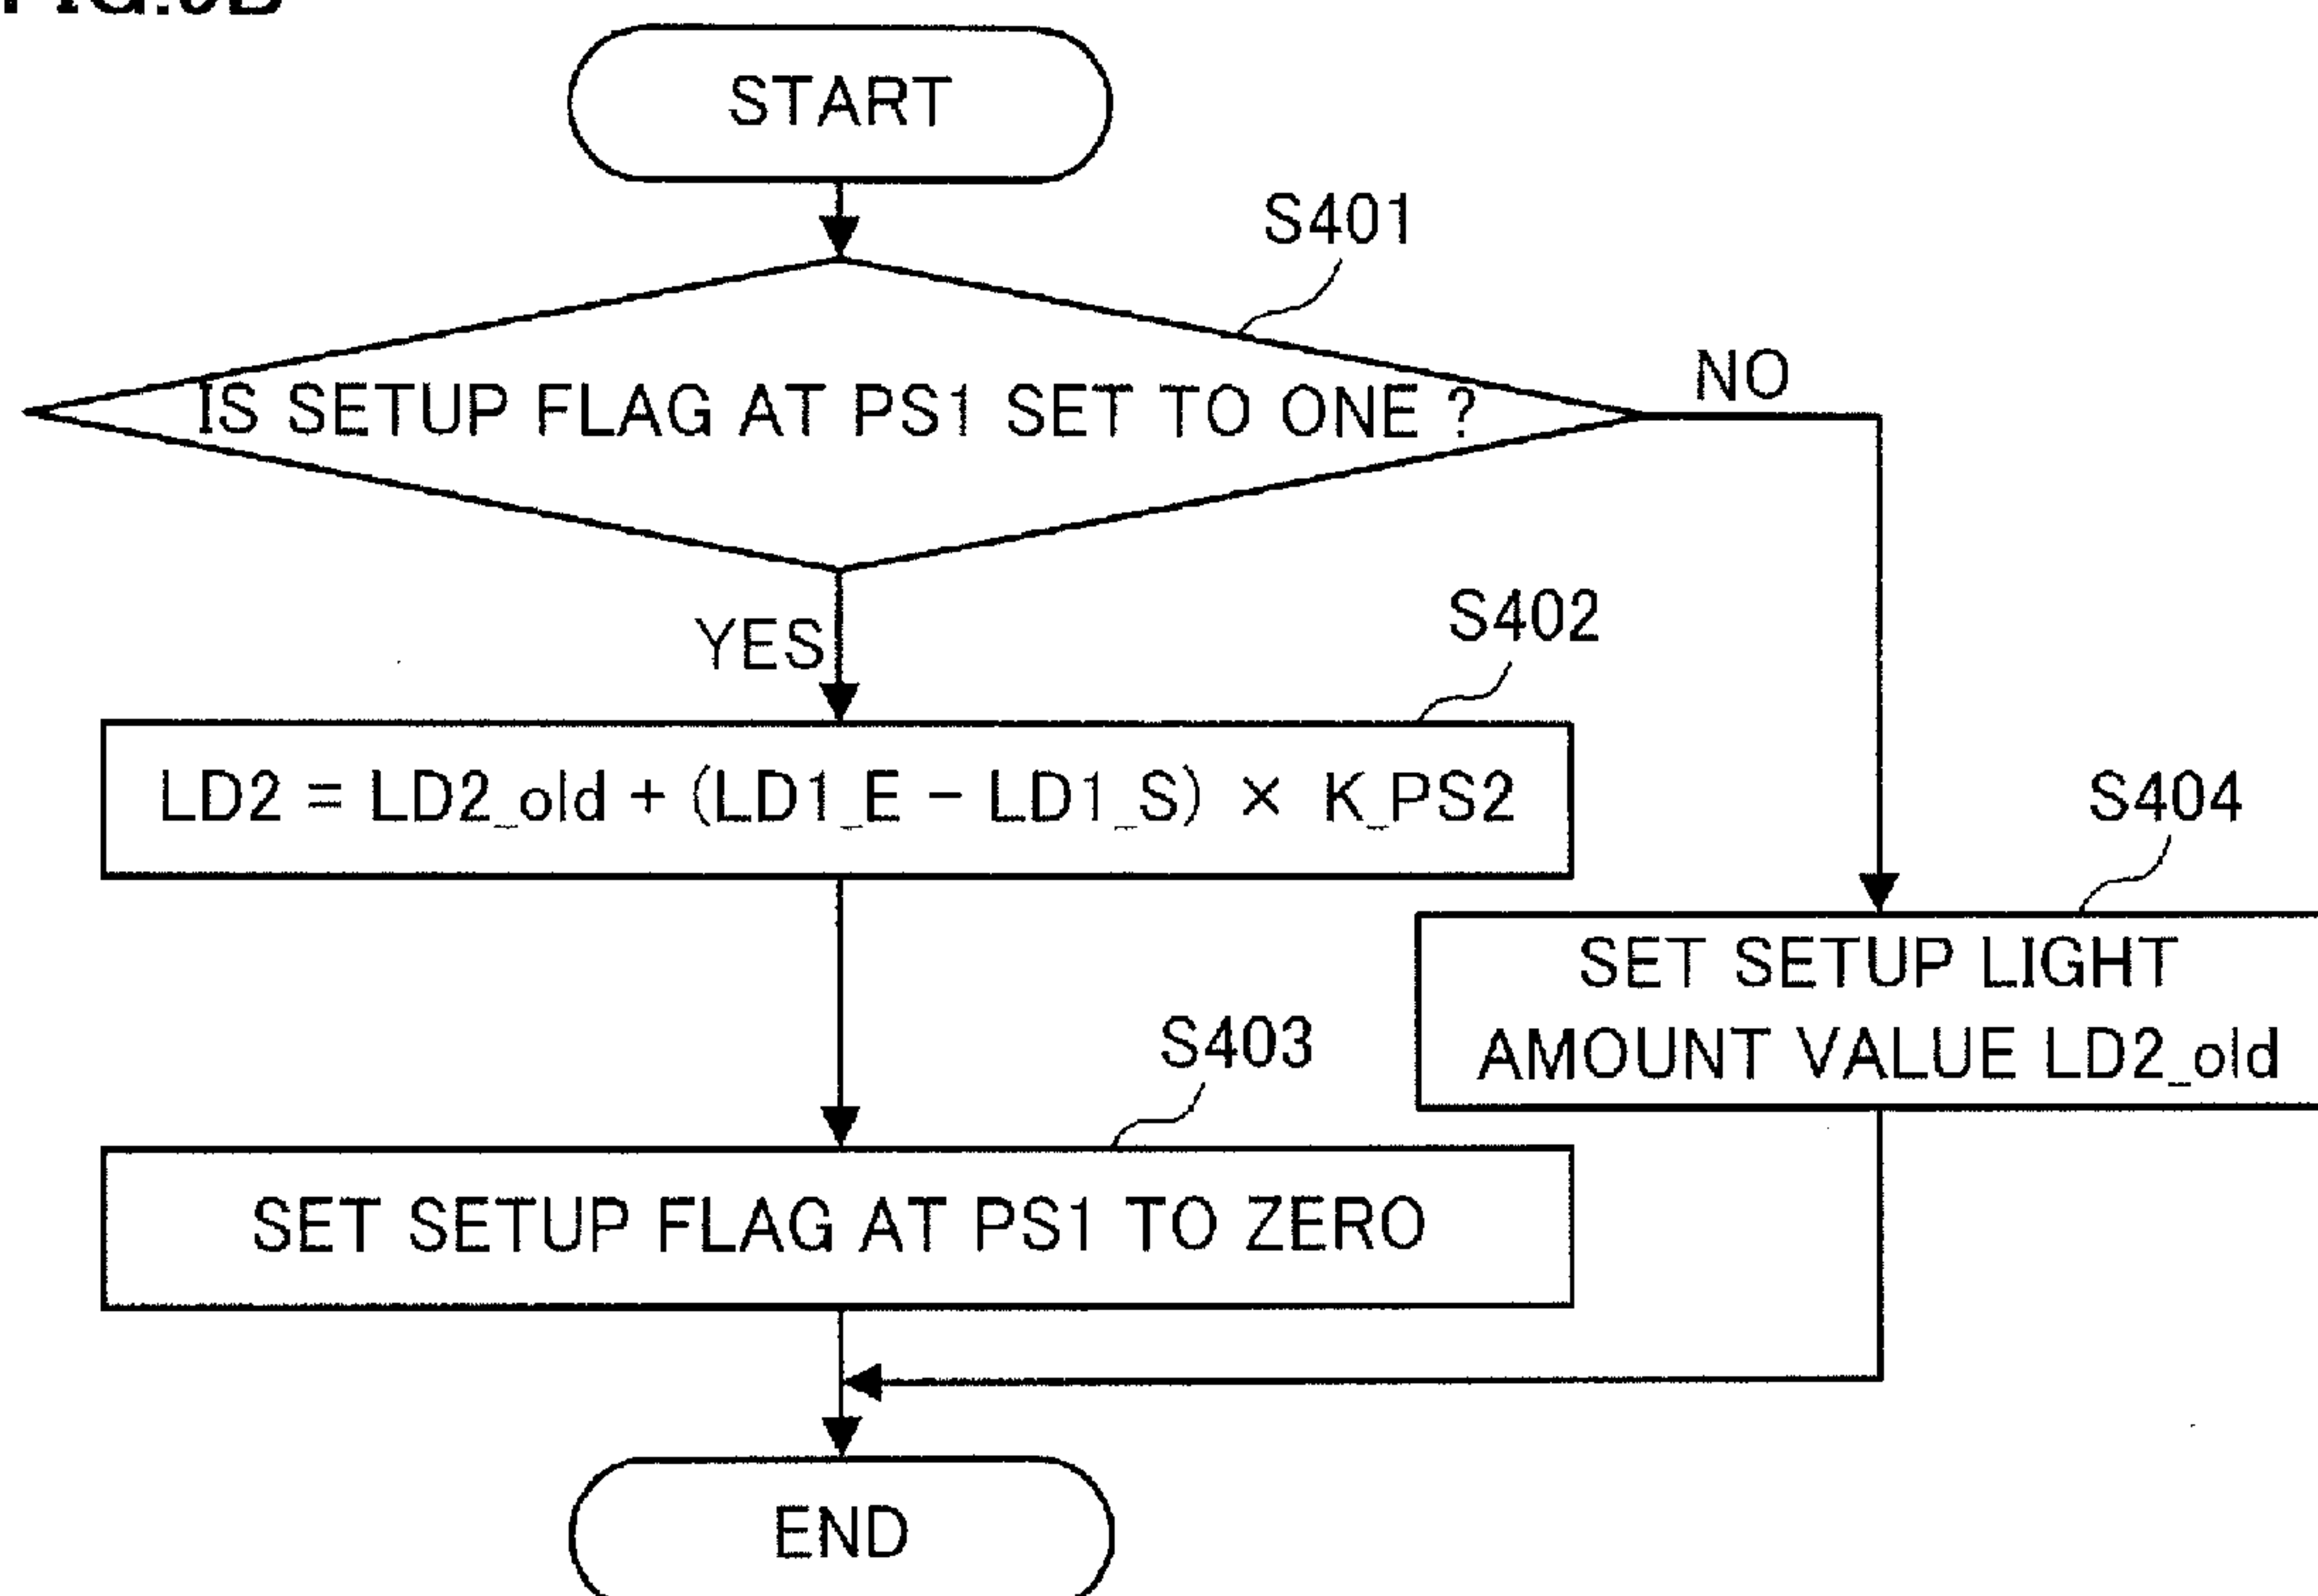 START
S401
IS SETUP FLAG AT PS1 SET TO ONE ?
NO
YES
S402
LD2 = LD2_old + (LD1_E - LD1_S) × K_PS2
S404
SET SETUP LIGHT
AMOUNT VALUE LD2_old
S403
SET SETUP FLAG AT PS1 TO ZERO
END